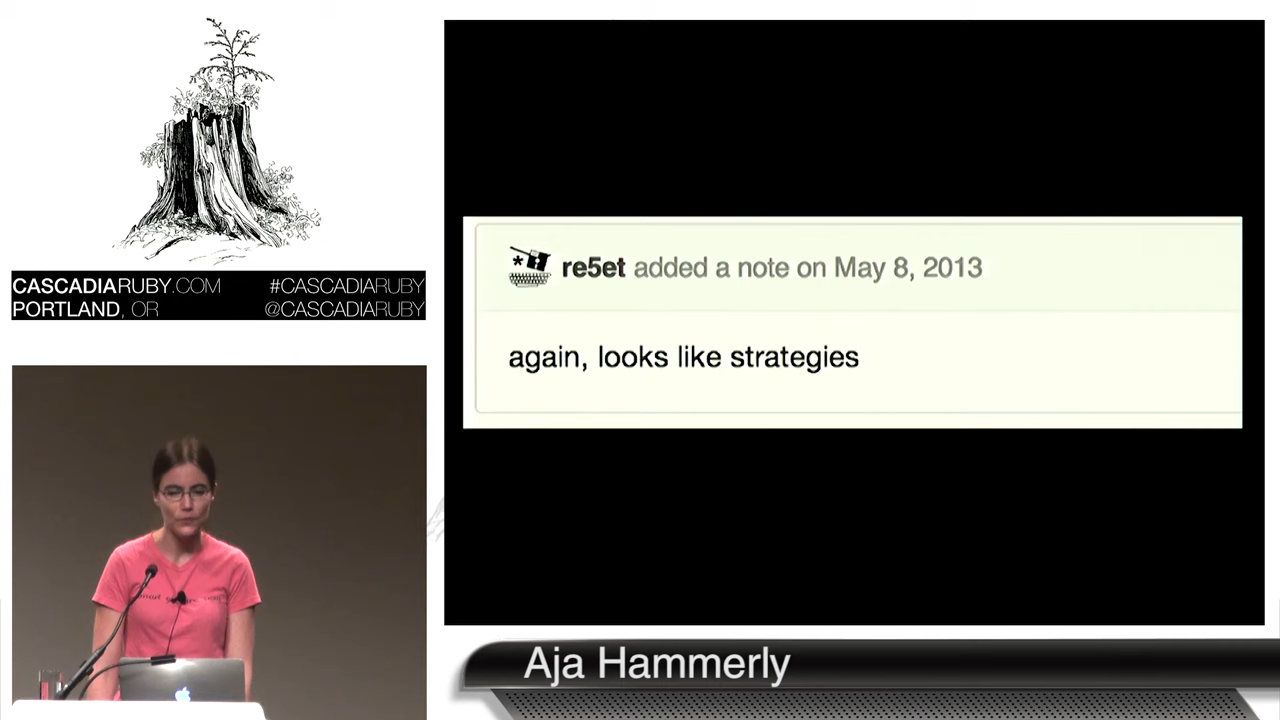 CASCADIARUBY.COM #CASCADIARUBY
PORTLAND, OR @CASCADIARUBY
re5et added a note on May 8, 2013
again, looks like strategies
Aja Hammerly